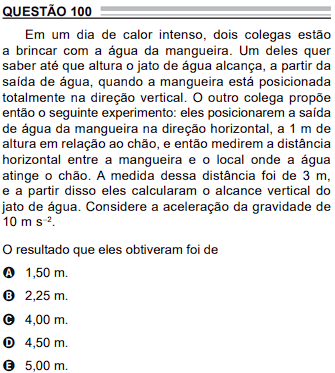 QUESTÃO 100
Em um dia de calor intenso, dois colegas estão
a brincar com a água da mangueira. Um deles quer
saber até que altura o jato de água alcança, a partir da
saída de água, quando a mangueira está posicionada
totalmente na direção vertical. O outro colega propõe
então o seguinte experimento: eles posicionarem a saída
de água da mangueira na direção horizontal, a 1 m de
altura em relação ao chão, e então medirem a distância
horizontal entre a mangueira e o local onde a água
atinge o chão. A medida dessa distância foi de 3 m,
e a partir disso eles calcularam o alcance vertical do
jato de água. Considere a aceleração da gravidade de
10 m s⁻².
O resultado que eles obtiveram foi de
A 1,50 m.
B 2,25 m.
C 4,00 m.
D 4,50 m.
E 5,00 m.